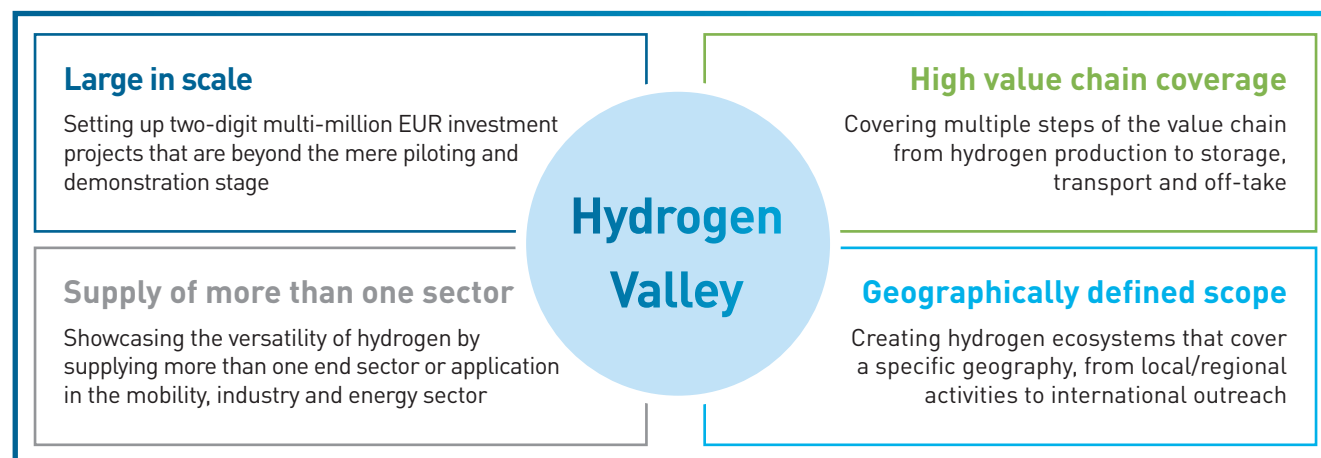 Large in scale
Setting up two-digit multi-million EUR investment
projects that are beyond the mere piloting and
demonstration stage
High value chain coverage
Covering multiple steps of the value chain
from hydrogen production to storage,
transport and off-take
Hydrogen
Valley
Supply of more than one sector
Showcasing the versatility of hydrogen by
supplying more than one end sector or application
in the mobility, industry and energy sector
Geographically defined scope
Creating hydrogen ecosystems that cover
a specific geography, from local/regional
activities to international outreach